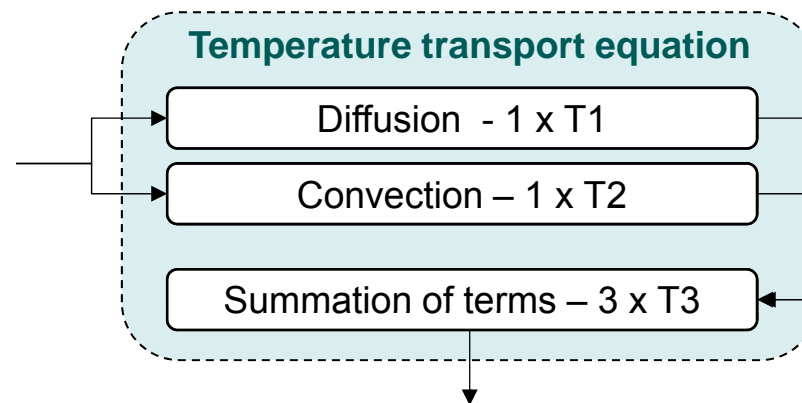 Temperature transport equation
Diffusion  - 1 x T1
Convection – 1 x T2
Summation of terms – 3 x T3